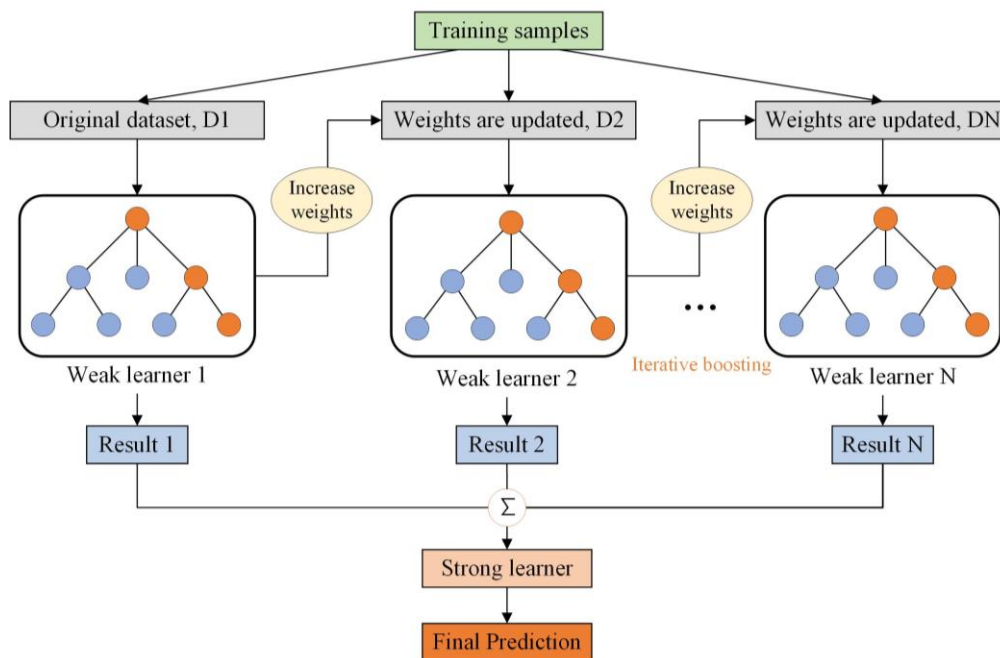 Training samples
Original dataset, D1
Weights are updated, D2
Weights are updated, DN
Increase
weights
Increase
weights
...
Iterative boosting
Weak learner 1
Weak learner 2
Weak learner N
Result 1
Result 2
Result N
Σ
Strong learner
Final Prediction